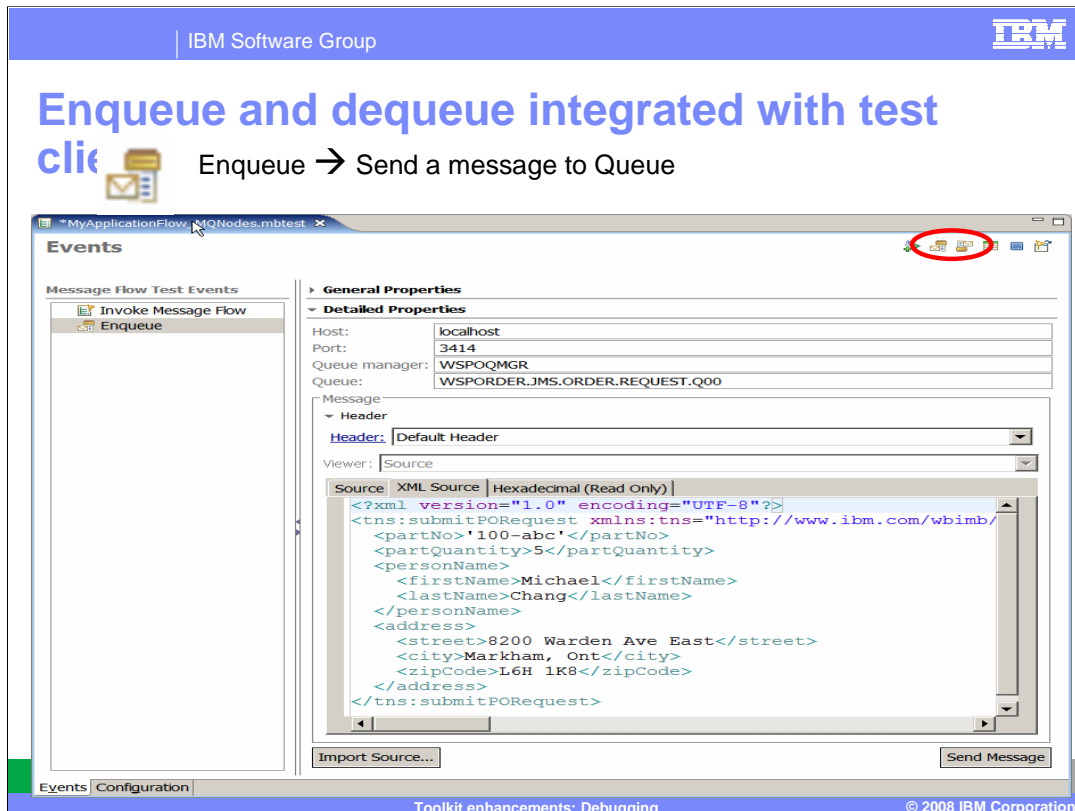 IBM Software Group
IBM
Enqueue and dequeue integrated with test
clie
Enqueue → Send a message to Queue
*MyApplicationFlow_MQNodes.mbtest
Events
Message Flow Test Events
Invoke Message Flow
Enqueue
General Properties
Detailed Properties
Host: localhost
Port: 3414
Queue manager: WSPOQMGR
Queue: WSPORDER.JMS.ORDER.REQUEST.Q00
Message
Header
Header: Default Header
Viewer: Source
Source XML Source Hexadecimal (Read Only)
<?xml version="1.0" encoding="UTF-8"?>
<tns:submitPORequest xmlns:tns="http://www.ibm.com/wbimb/
<partNo>'100-abc'</partNo>
<partQuantity>5</partQuantity>
<personName>
<firstName>Michael</firstName>
<lastName>Chang</lastName>
</personName>
<address>
<street>8200 Warden Ave East</street>
<city>Markham, Ont</city>
<zipCode>L6H 1K8</zipCode>
</address>
</tns:submitPORequest>
Import Source... Send Message
Events Configuration
Toolkit enhancements: Debugging © 2008 IBM Corporation